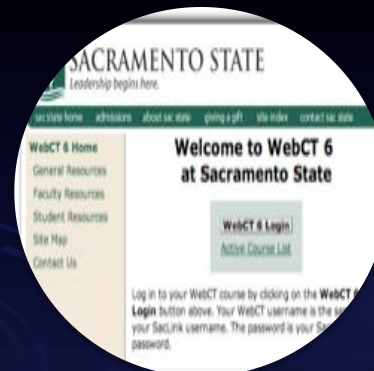 SACRAMENTO STATE
Leadership begins here.
sac state home admissions about sac state giving a gift site index contact sac state
WebCT 6 Home
General Resources
Faculty Resources
Student Resources
Site Map
Contact Us
Welcome to WebCT 6
at Sacramento State
WebCT 6 Login
Active Course List
Log in to your WebCT course by clicking on the WebCT 6
Login button above. Your WebCT username is the
your SacLink username. The password is your
password.